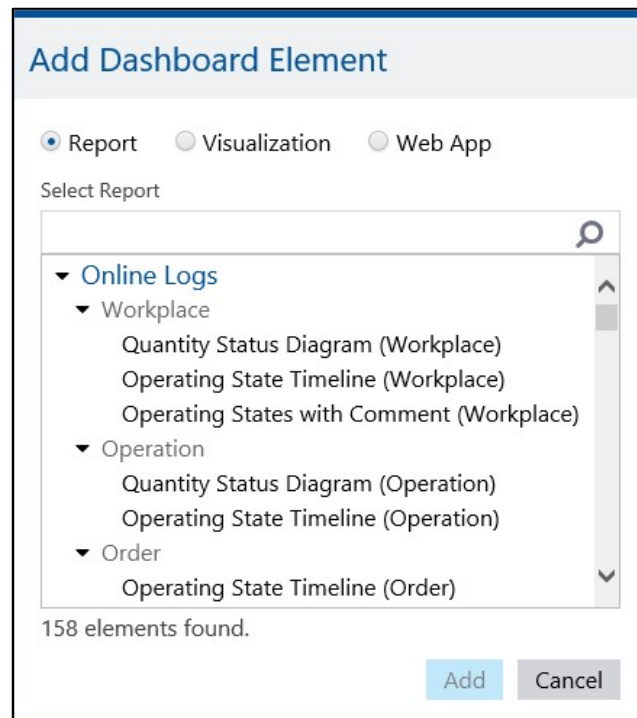 Add Dashboard Element
Report Visualization Web App
Select Report
Online Logs
Workplace
Quantity Status Diagram (Workplace)
Operating State Timeline (Workplace)
Operating States with Comment (Workplace)
Operation
Quantity Status Diagram (Operation)
Operating State Timeline (Operation)
Order
Operating State Timeline (Order)
158 elements found.
Add Cancel